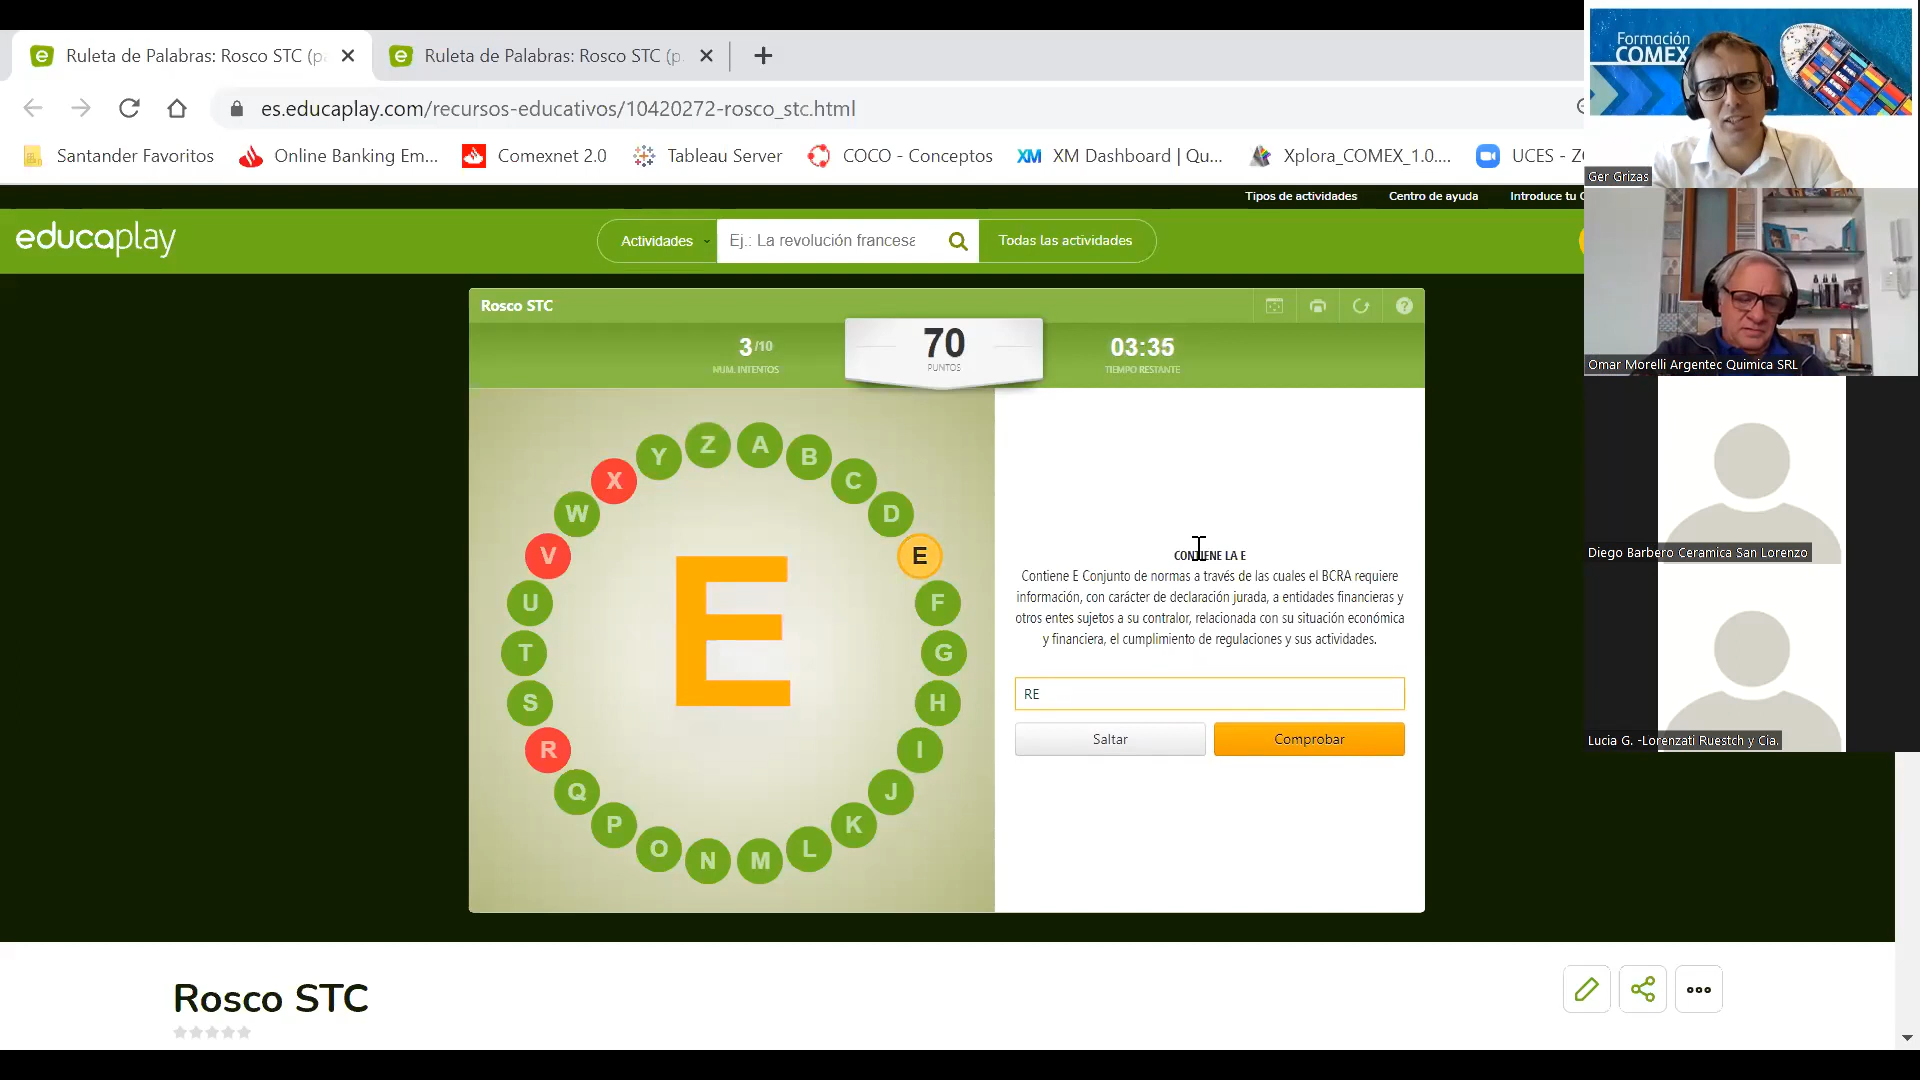 Ruleta de Palabras: Rosco STC (p
Ruleta de Palabras: Rosco STC (p
es.educaplay.com/recursos-educativos/10420272-rosco_stc.html
Santander Favoritos
Online Banking Em...
Comexnet 2.0
Tableau Server
COCO - Conceptos
XM
XM Dashboard | Qu...
Xplora_COMEX_1.0....
UCES - Z
Tipos de actividades
Centro de ayuda
Introduce tu
educaplay
Actividades
Ej.: La revolución francesa
Todas las actividades
Rosco STC
3/10
NUM. INTENTOS
70
PUNTOS
03:35
TIEMPO RESTANTE
A
B
C
D
E
F
G
H
I
J
K
L
M
N
O
P
Q
R
S
T
U
V
W
X
Y
Z
E
CONTIENE LA E
Contiene E Conjunto de normas a través de las cuales el BCRA requiere
información, con carácter de declaración jurada, a entidades financieras y
otros entes sujetos a su contralor, relacionada con su situación económica
y financiera, el cumplimiento de regulaciones y sus actividades.
RE
Saltar
Comprobar
Rosco STC
Formación
COMEX
Ger Grizas
Omar Morelli Argentec Quimica SRL
Diego Barbero Ceramica San Lorenzo
Lucia G. -Lorenzati Ruestch y Cia.